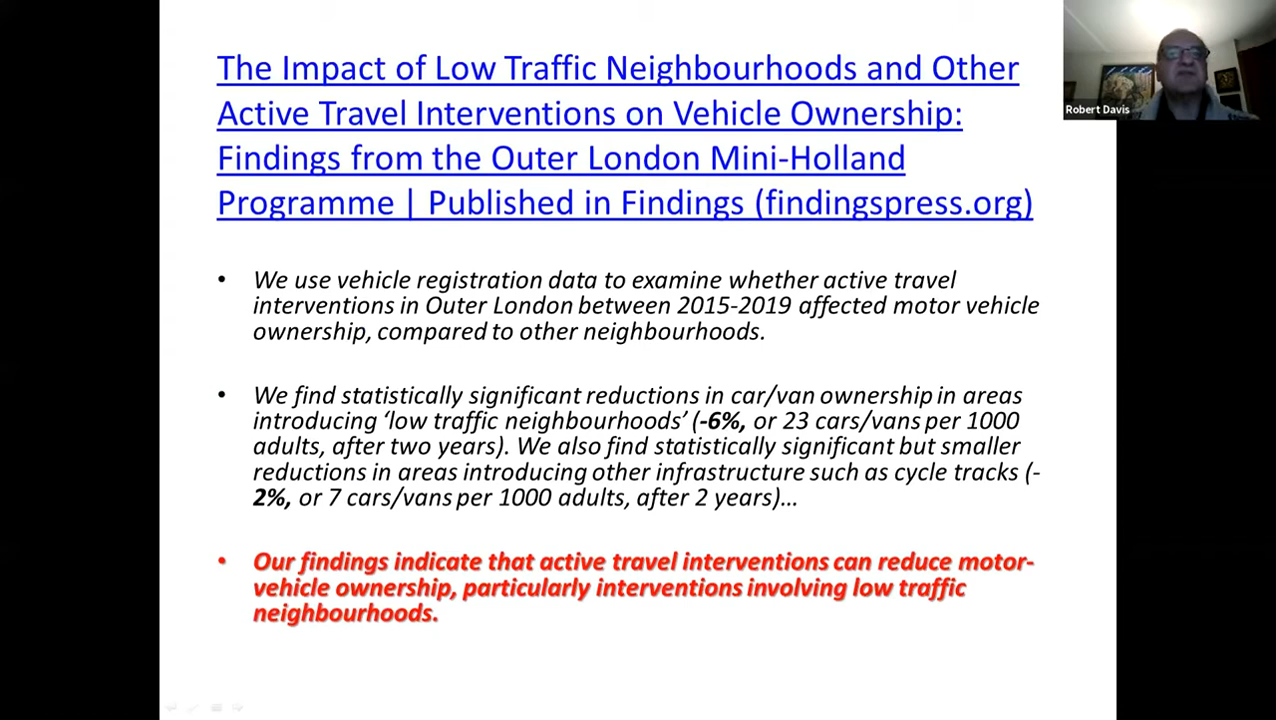 The Impact of Low Traffic Neighbourhoods and Other
Active Travel Interventions on Vehicle Ownership:
Findings from the Outer London Mini-Holland
Programme | Published in Findings (findingspress.org)
• We use vehicle registration data to examine whether active travel
interventions in Outer London between 2015-2019 affected motor vehicle
ownership, compared to other neighbourhoods.
• We find statistically significant reductions in car/van ownership in areas
introducing ‘low traffic neighbourhoods’ (-6%, or 23 cars/vans per 1000
adults, after two years). We also find statistically significant but smaller
reductions in areas introducing other infrastructure such as cycle tracks (-
2%, or 7 cars/vans per 1000 adults, after 2 years)…
• Our findings indicate that active travel interventions can reduce motor-
vehicle ownership, particularly interventions involving low traffic
neighbourhoods.
Robert Davis